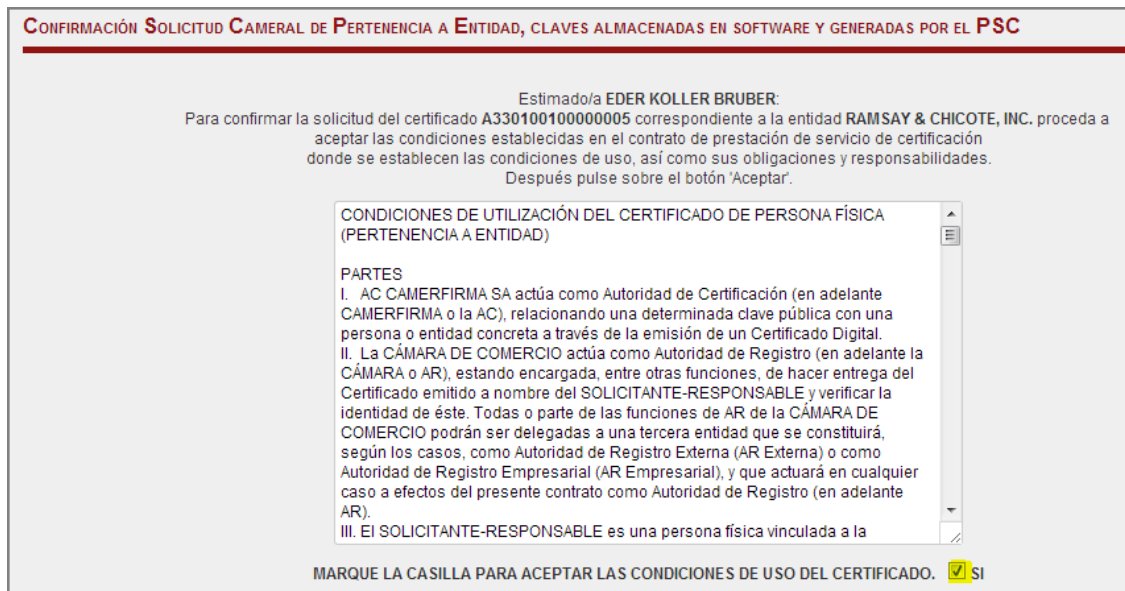 CONFIRMACIÓN SOLICITUD CAMERAL DE PERTENENCIA A ENTIDAD, CLAVES ALMACENADAS EN SOFTWARE Y GENERADAS POR EL PSC
Estimado/a EDER KOLLER BRUBER:
Para confirmar la solicitud del certificado A330100100000005 correspondiente a la entidad RAMSAY & CHICOTE, INC. proceda a
aceptar las condiciones establecidas en el contrato de prestación de servicio de certificación
donde se establecen las condiciones de uso, así como sus obligaciones y responsabilidades.
Después pulse sobre el botón 'Aceptar'.
CONDICIONES DE UTILIZACIÓN DEL CERTIFICADO DE PERSONA FÍSICA
(PERTENENCIA A ENTIDAD)
PARTES
I. AC CAMERFIRMA SA actúa como Autoridad de Certificación (en adelante
CAMERFIRMA o la AC), relacionando una determinada clave pública con una
persona o entidad concreta a través de la emisión de un Certificado Digital.
II. La CÁMARA DE COMERCIO actúa como Autoridad de Registro (en adelante la
CÁMARA o AR), estando encargada, entre otras funciones, de hacer entrega del
Certificado emitido a nombre del SOLICITANTE-RESPONSABLE y verificar la
identidad de éste. Todas o parte de las funciones de AR de la CÁMARA DE
COMERCIO podrán ser delegadas a una tercera entidad que se constituirá,
según los casos, como Autoridad de Registro Externa (AR Externa) o como
Autoridad de Registro Empresarial (AR Empresarial), y que actuará en cualquier
caso a efectos del presente contrato como Autoridad de Registro (en adelante
AR).
III. El SOLICITANTE-RESPONSABLE es una persona física vinculada a la
MARQUE LA CASILLA PARA ACEPTAR LAS CONDICIONES DE USO DEL CERTIFICADO. SI